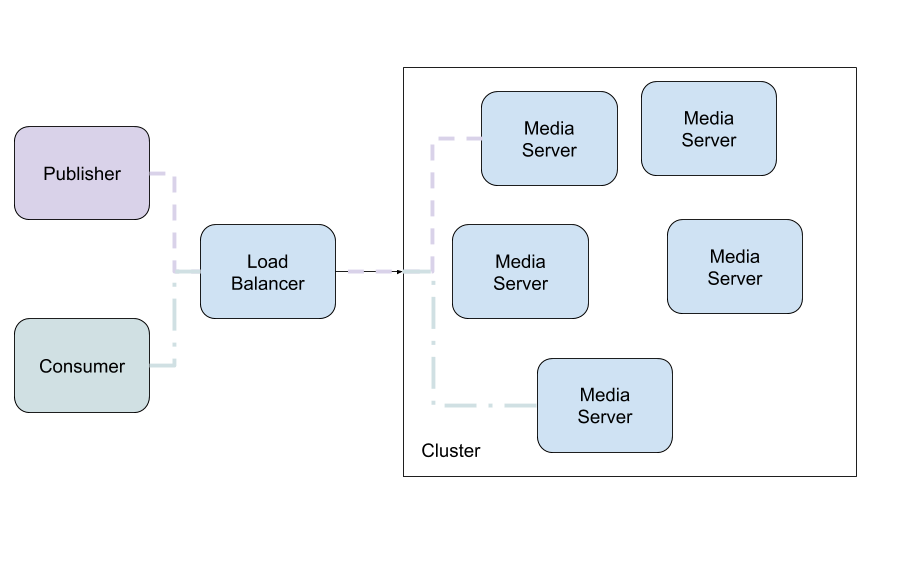 Publisher
Consumer
Load
Balancer
Media
Server
Media
Server
Media
Server
Media
Server
Media
Server
Cluster